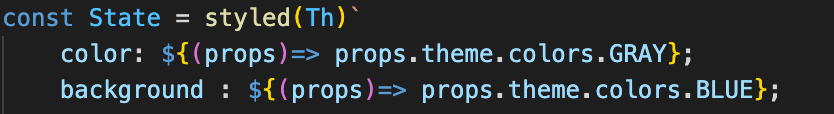 const State = styled(Th)`
color: ${(props)=> props.theme.colors.GRAY};
background : ${(props)=> props.theme.colors.BLUE};